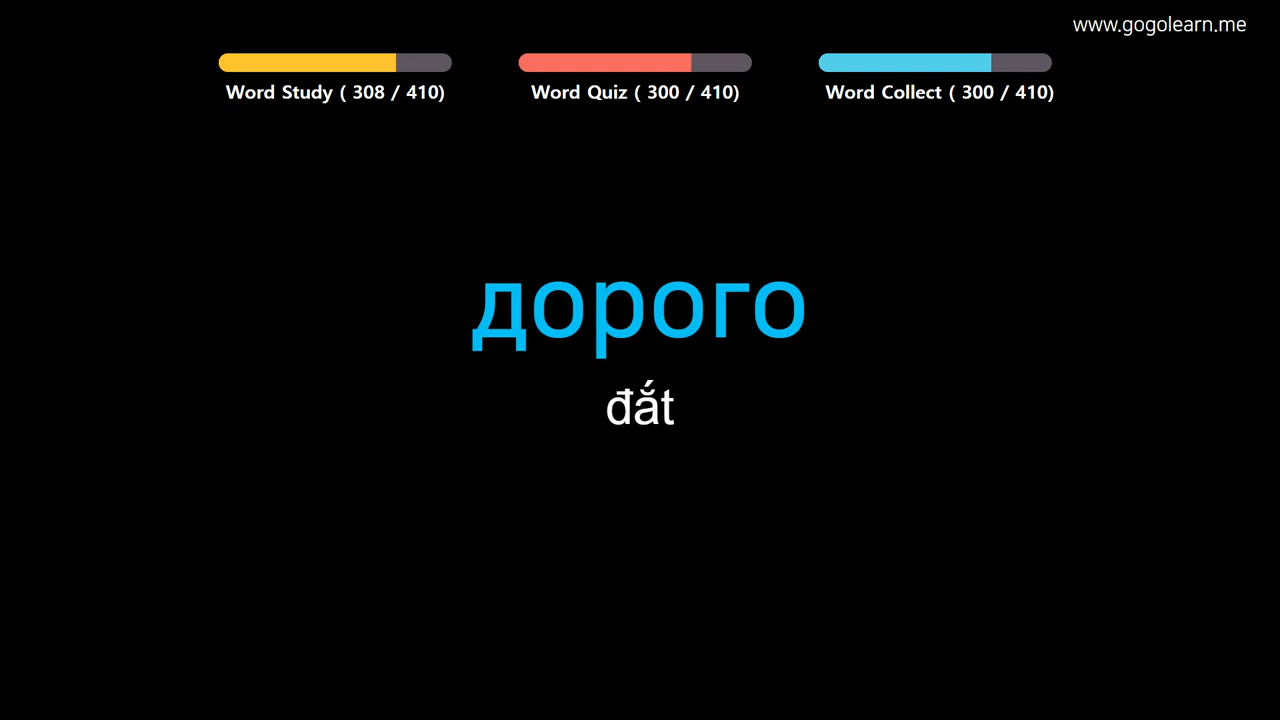 www.gogolearn.me
Word Study ( 308 / 410)
Word Quiz ( 300 / 410)
Word Collect ( 300 / 410)
дорого
đắt